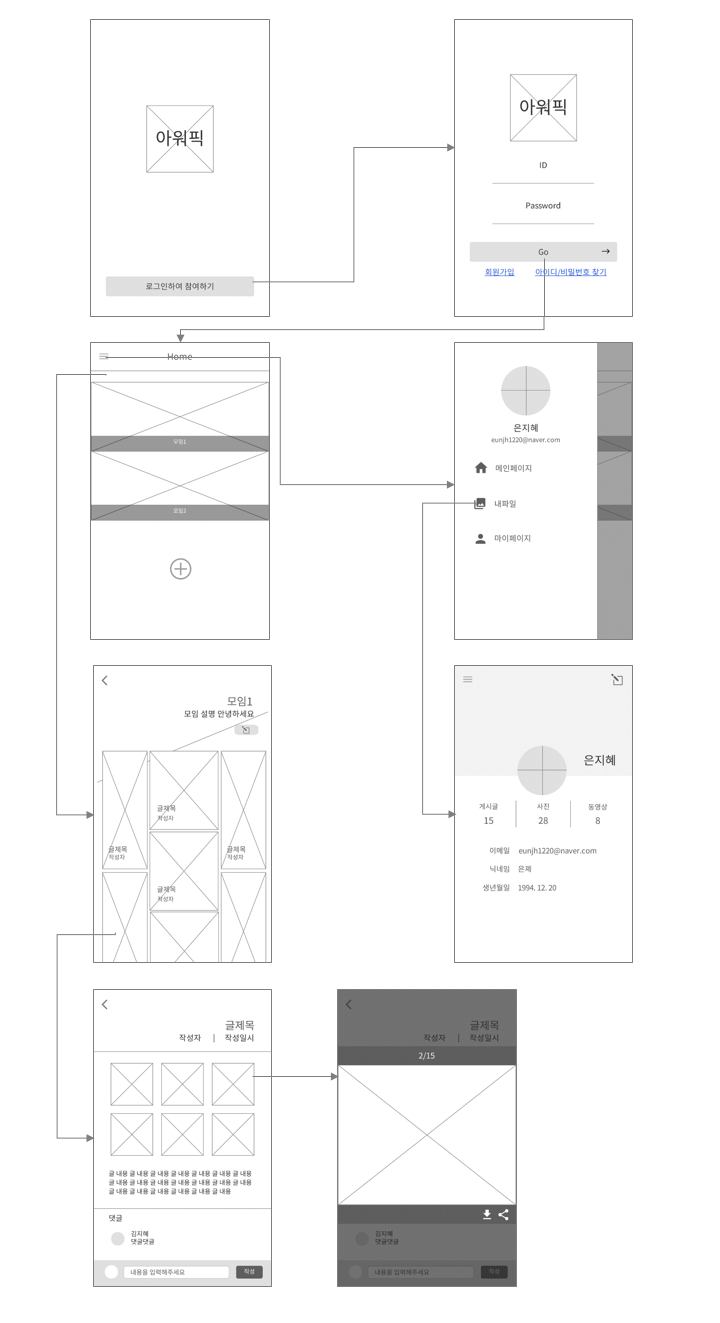 아워픽
로그인하여 참여하기
아워픽
ID
Password
Go
회원가입 아이디/비밀번호 찾기
Home
모임1
모임2
은지혜
eunjh1220@naver.com
메인페이지
내파일
마이페이지
모임1
모임 설명 안녕하세요
글제목
작성자
글제목
작성자
글제목
작성자
글제목
작성자
은지혜
게시글 사진 동영상
15 28 8
이메일 eunjh1220@naver.com
닉네임 은제
생년월일 1994. 12. 20
글제목
작성자 | 작성일시
글 내용 글 내용 글 내용 글 내용 글 내용 글 내용 글 내용
글 내용 글 내용 글 내용 글 내용 글 내용 글 내용 글 내용
글 내용 글 내용 글 내용 글 내용 글 내용 글 내용
댓글
김지혜
댓글댓글
내용을 입력해주세요 작성
글제목
작성자 | 작성일시
2/15
김지혜
댓글댓글
내용을 입력해주세요 작성